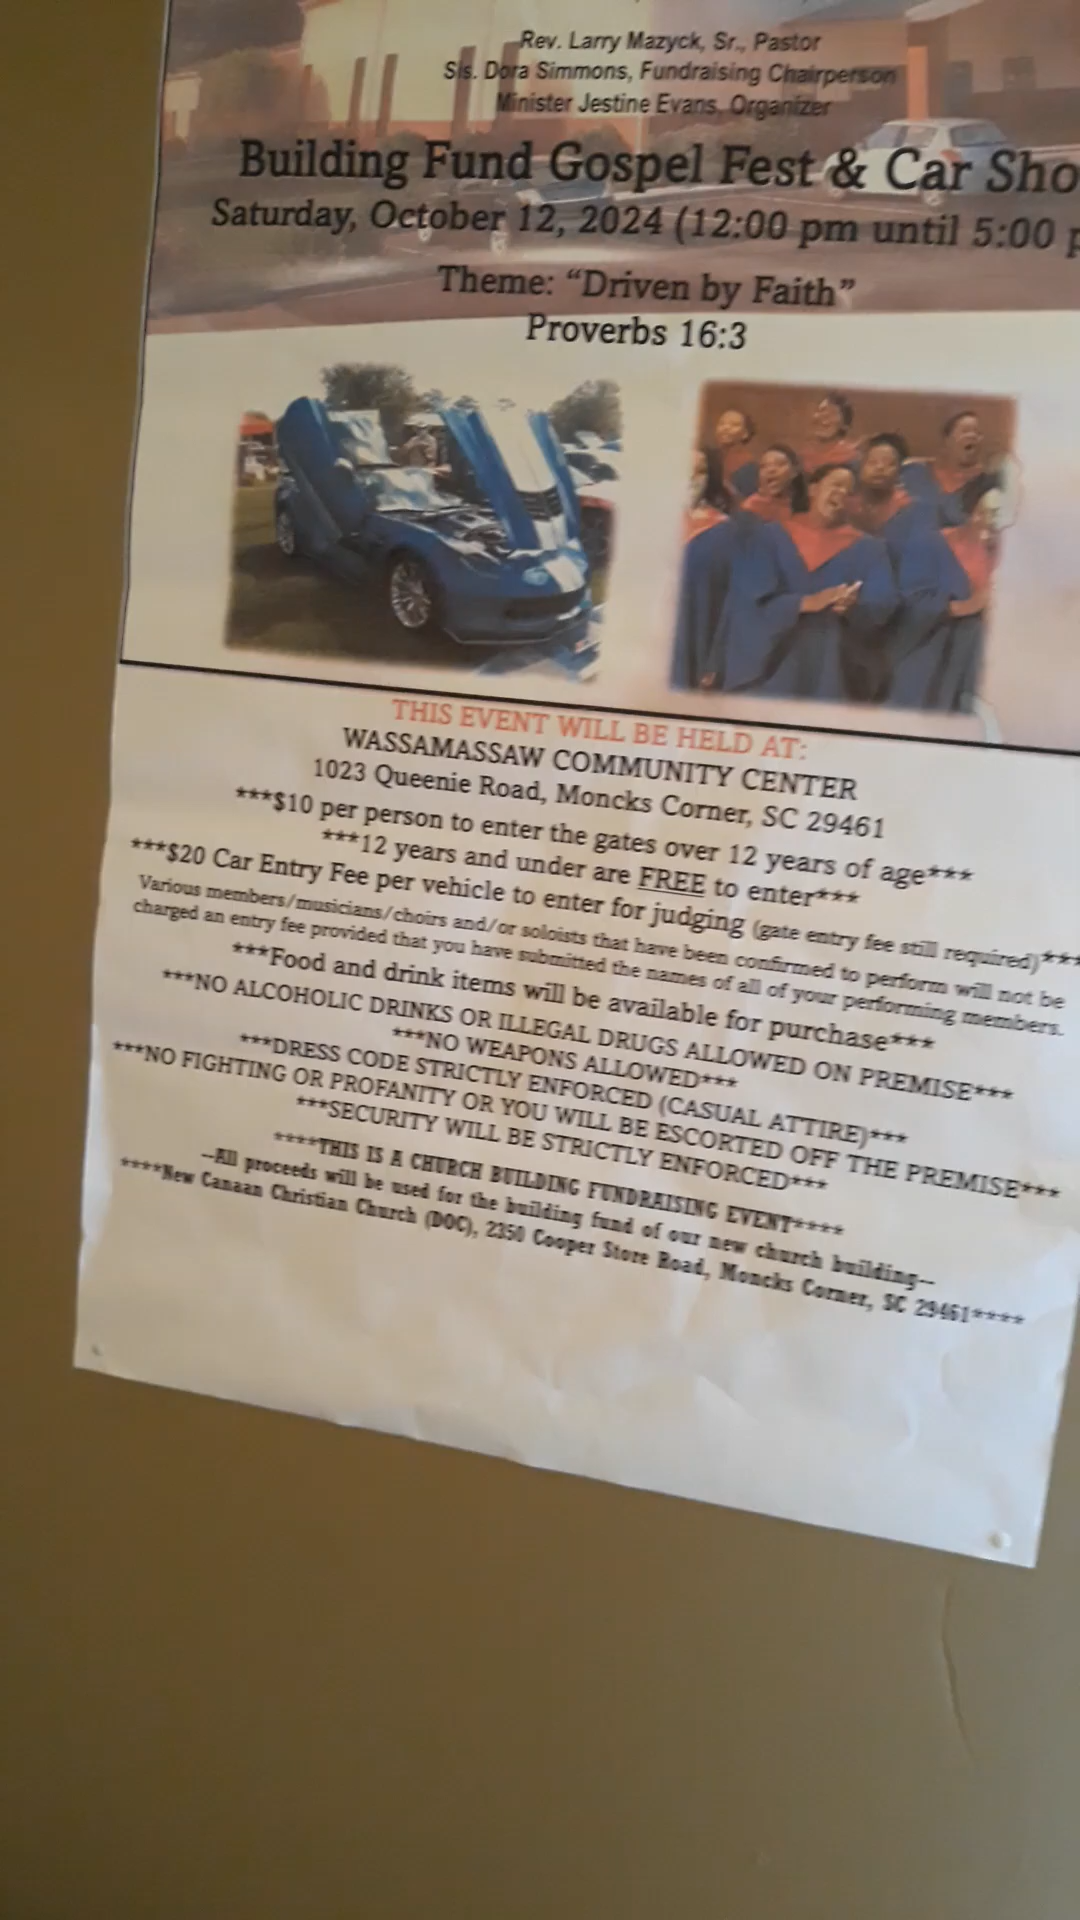 Rev. Larry Mazyck, Sr., Pastor
Sis. Dora Simmons, Fundraising Chairperson
Minister Jestine Evans, Organizer
Building Fund Gospel Fest & Car Sho
Saturday, October 12, 2024 (12:00 pm until 5:00 p
Theme: “Driven by Faith”
Proverbs 16:3
THIS EVENT WILL BE HELD AT:
WASSAMASSAW COMMUNITY CENTER
1023 Queenie Road, Moncks Corner, SC 29461
***$10 per person to enter the gates over 12 years of age***
***12 years and under are FREE to enter***
***$20 Car Entry Fee per vehicle to enter for judging (gate entry fee still required)***
Various members/musicians/choirs and/or soloists that have been confirmed to perform will not be
charged an entry fee provided that you have submitted the names of all of your performing members.
***Food and drink items will be available for purchase***
***NO ALCOHOLIC DRINKS OR ILLEGAL DRUGS ALLOWED ON PREMISE***
***NO WEAPONS ALLOWED***
***DRESS CODE STRICTLY ENFORCED (CASUAL ATTIRE)***
***NO FIGHTING OR PROFANITY OR YOU WILL BE ESCORTED OFF THE PREMISE***
***SECURITY WILL BE STRICTLY ENFORCED***
****THIS IS A CHURCH BUILDING FUNDRAISING EVENT****
--All proceeds will be used for the building fund of our new church building--
****New Canaan Christian Church (DOC), 2350 Cooper Store Road, Moncks Corner, SC 29461****